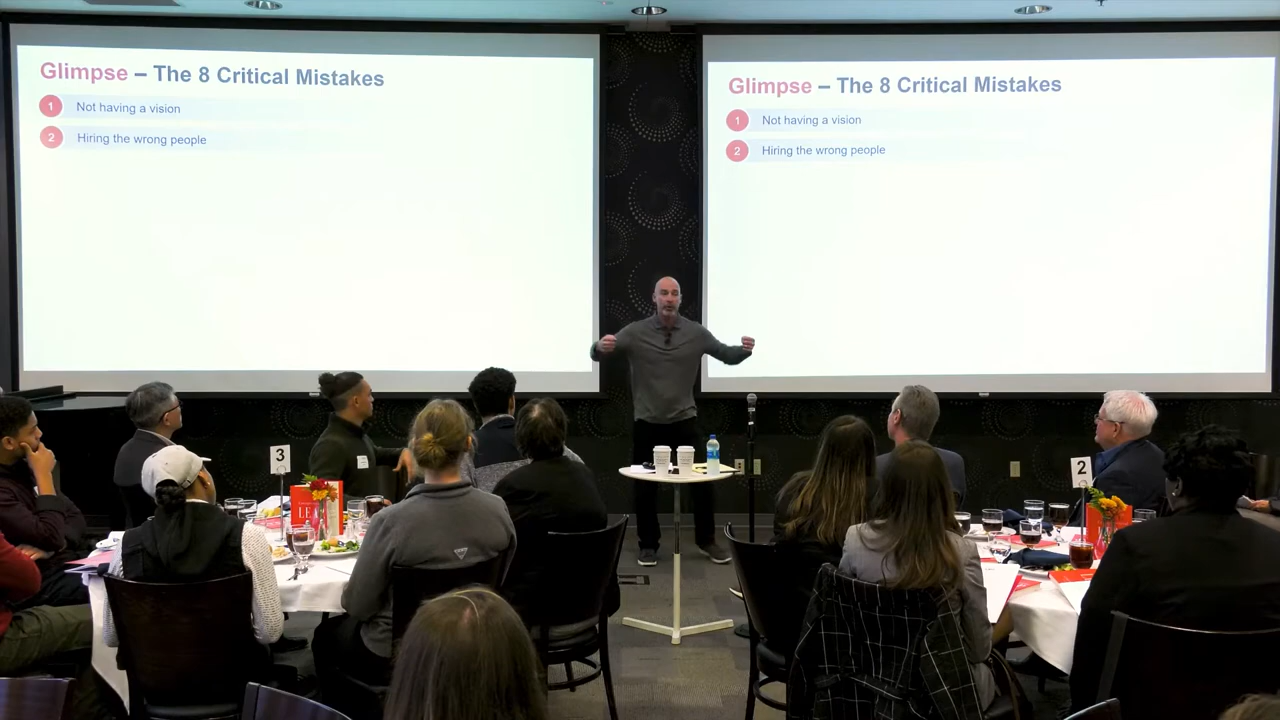 Glimpse – The 8 Critical Mistakes
1 Not having a vision
2 Hiring the wrong people
Glimpse – The 8 Critical Mistakes
1 Not having a vision
2 Hiring the wrong people
3
2